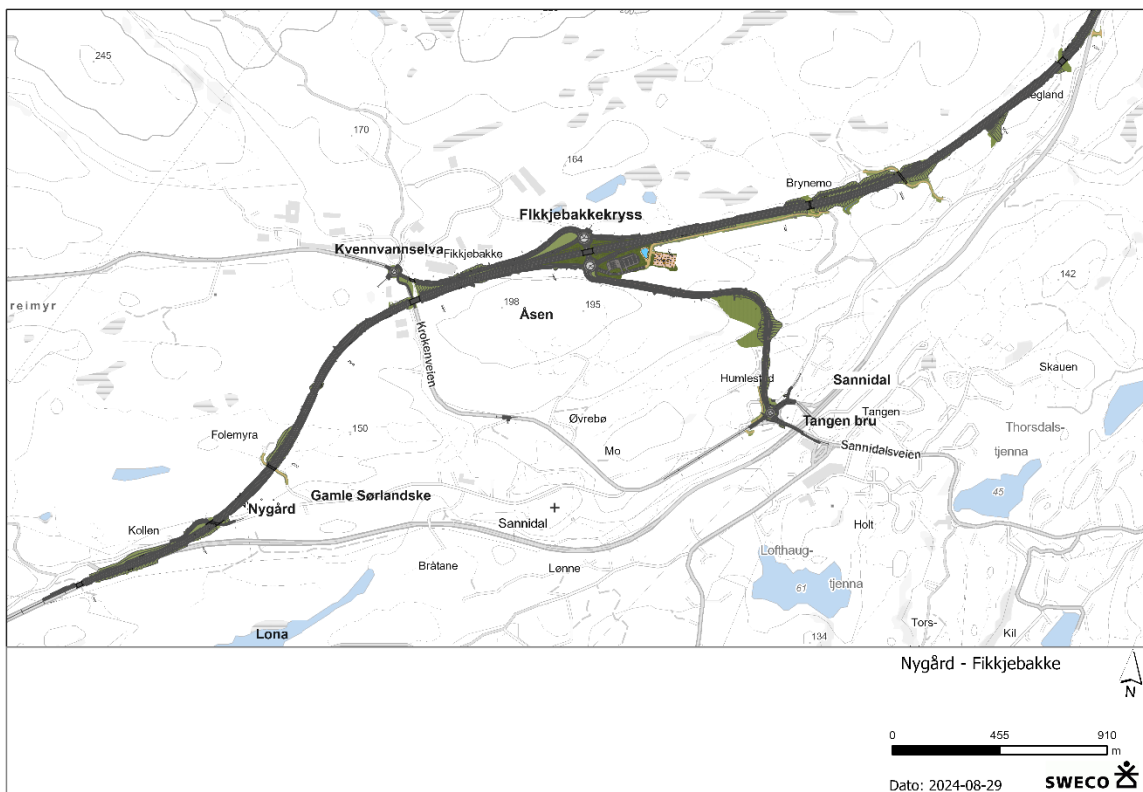 245
170
164
egland
Brynemo
FIkkjebakkekryss
Kvennvannselva
Fikkjebakke
142
reimyr
198
195
Åsen
Krokenveien
Skauen
Humlestad
Sannidal
Tangen
Tangen bru
Øvrebø
Thorsdals-
tjenna
Folemyra
150
Mo
Sannidalsveien
45
Gamle Sørlandske
Nygård
Kollen
Sannidal
Holt
Bråtane
Lønne
Lofthaug-
tjenna
61
Tors-
Lona
134
Kil
Nygård - Fikkjebakke
N
0 455 910
m
Dato: 2024-08-29
SWECO